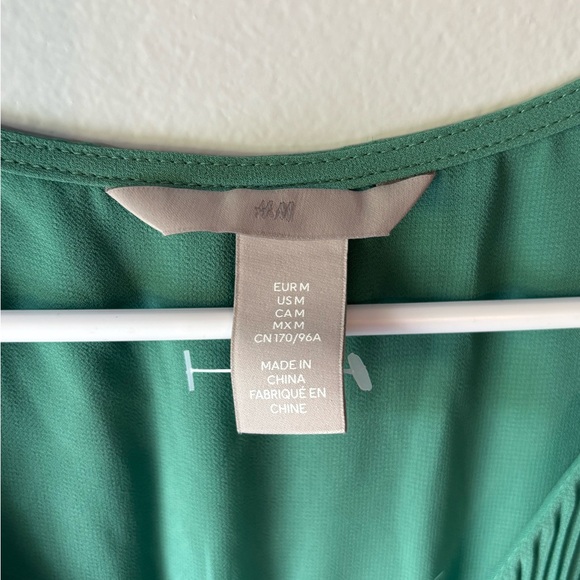 H&M
EUR M
US M
CA M
MX M
CN 170/96A
MADE IN
CHINA
FABRIQUÉ EN
CHINE